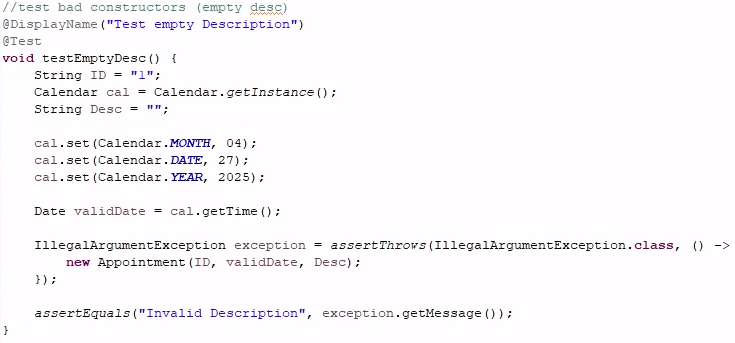 //test bad constructors (empty desc)
@DisplayName("Test empty Description")
@Test
void testEmptyDesc() {
    String ID = "1";
    Calendar cal = Calendar.getInstance();
    String Desc = "";

    cal.set(Calendar.MONTH, 04);
    cal.set(Calendar.DATE, 27);
    cal.set(Calendar.YEAR, 2025);

    Date validDate = cal.getTime();

    IllegalArgumentException exception = assertThrows(IllegalArgumentException.class, () ->
        new Appointment(ID, validDate, Desc);
    });

    assertEquals("Invalid Description", exception.getMessage());
}